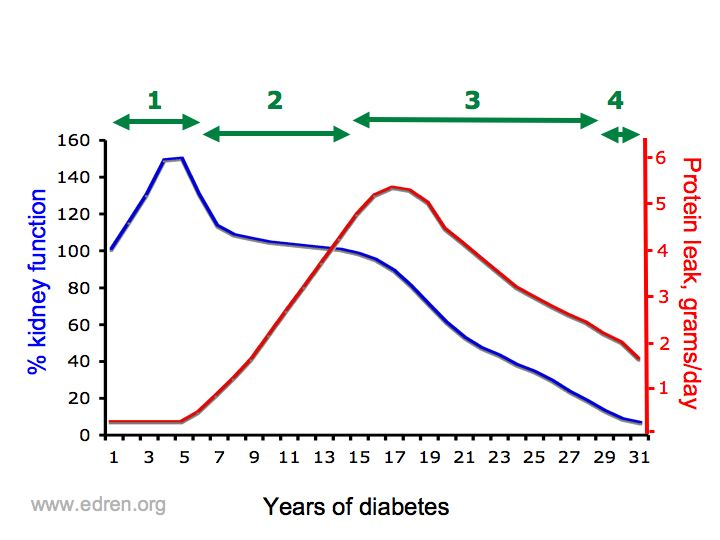 1 2 3 4
% kidney function
160
140
120
100
80
60
40
20
0
6
5
4
3
2
1
Protein leak, grams/day
1 3 5 7 9 11 13 15 17 19 21 23 25 27 29 31
Years of diabetes
www.edren.org